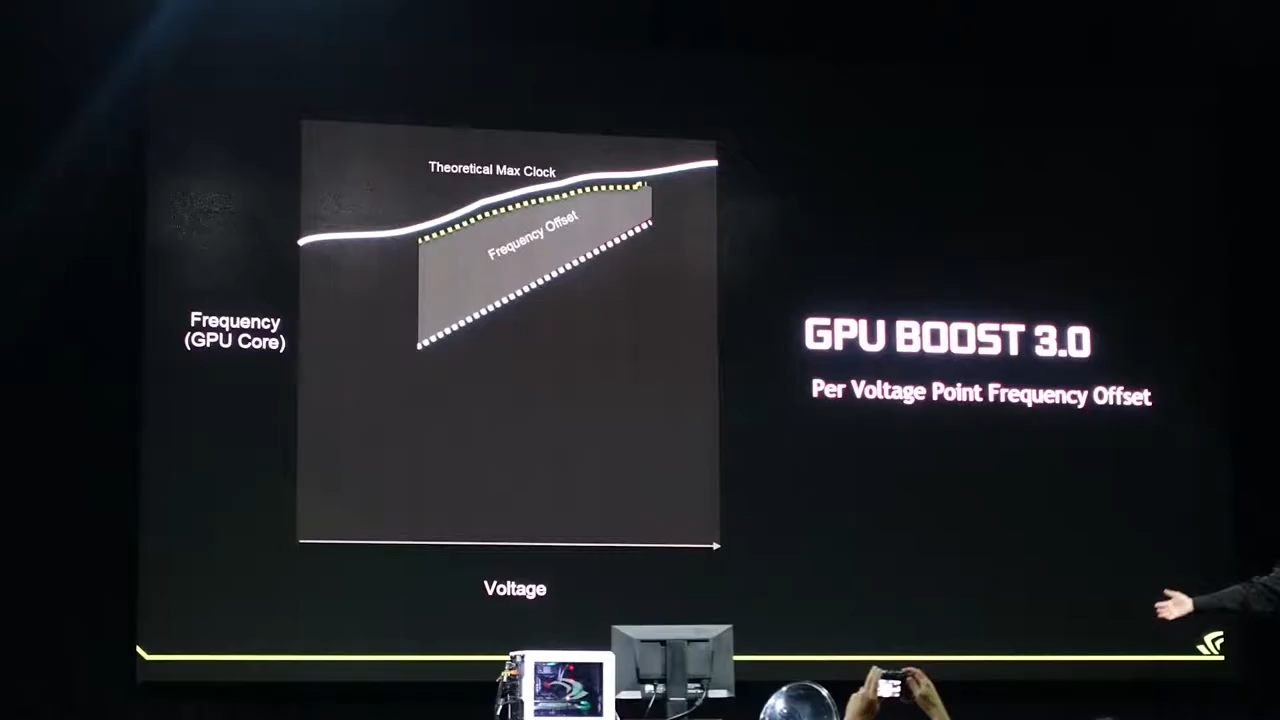 Theoretical Max Clock
Frequency Offset
Frequency
(GPU Core)
Voltage
GPU BOOST 3.0
Per Voltage Point Frequency Offset